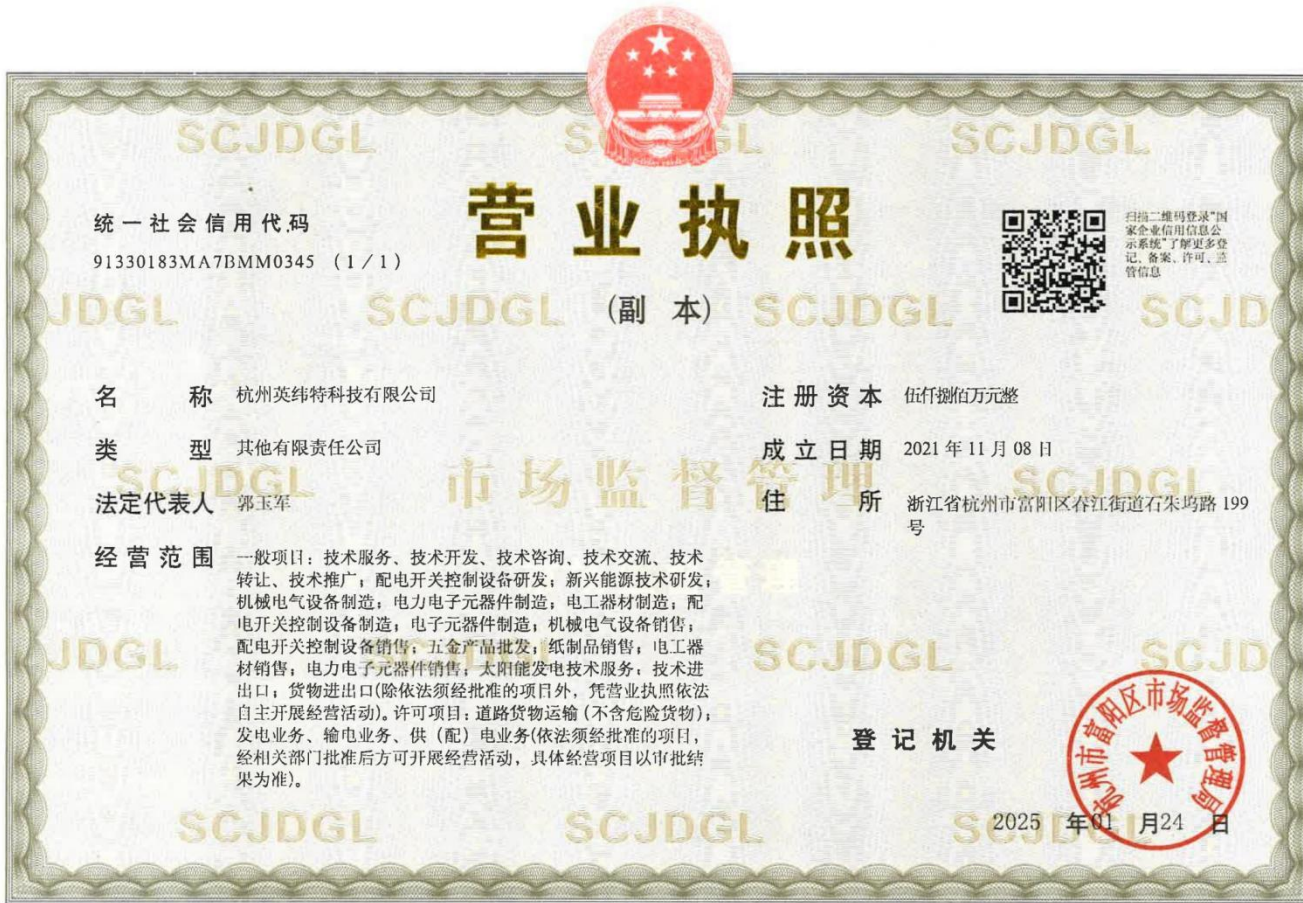 营业执照
(副 本)
统一社会信用代码
91330183MA7BMM0345 (1/1)
扫描二维码登录“国
家企业信用信息公
示系统”了解更多登
记、备案、许可、监
管信息
名 称 杭州英纬特科技有限公司
类 型 其他有限责任公司
法定代表人 郭玉军
经营范围 一般项目：技术服务、技术开发、技术咨询、技术交流、技术
转让、技术推广；配电开关控制设备研发；新兴能源技术研发；
机械电气设备制造；电力电子元器件制造；电工器材制造；配
电开关控制设备制造；电子元器件制造；机械电气设备销售；
配电开关控制设备销售；五金产品批发；纸制品销售；电工器
材销售；电力电子元器件销售；太阳能发电技术服务；技术进
出口；货物进出口(除依法须经批准的项目外，凭营业执照依法
自主开展经营活动)。许可项目：道路货物运输（不含危险货物）；
发电业务、输电业务、供（配）电业务(依法须经批准的项目，
经相关部门批准后方可开展经营活动，具体经营项目以审批结
果为准)。
注册资本 伍仟捌佰万元整
成立日期 2021年11月08日
住 所 浙江省杭州市富阳区春江街道石朱坞路199
号
登记机关
杭州市富阳区市场监督管理局
2025 年01 月24 日
SCJDGL SCJDGL SCJDGL
JDGL SCJDGL SCJDGL SCJD
SCJDGL 市场监督管理 SCJDGL
JDGL SCJDGL SCJDGL SCJD
SCJDGL SCJDGL SCJDGL